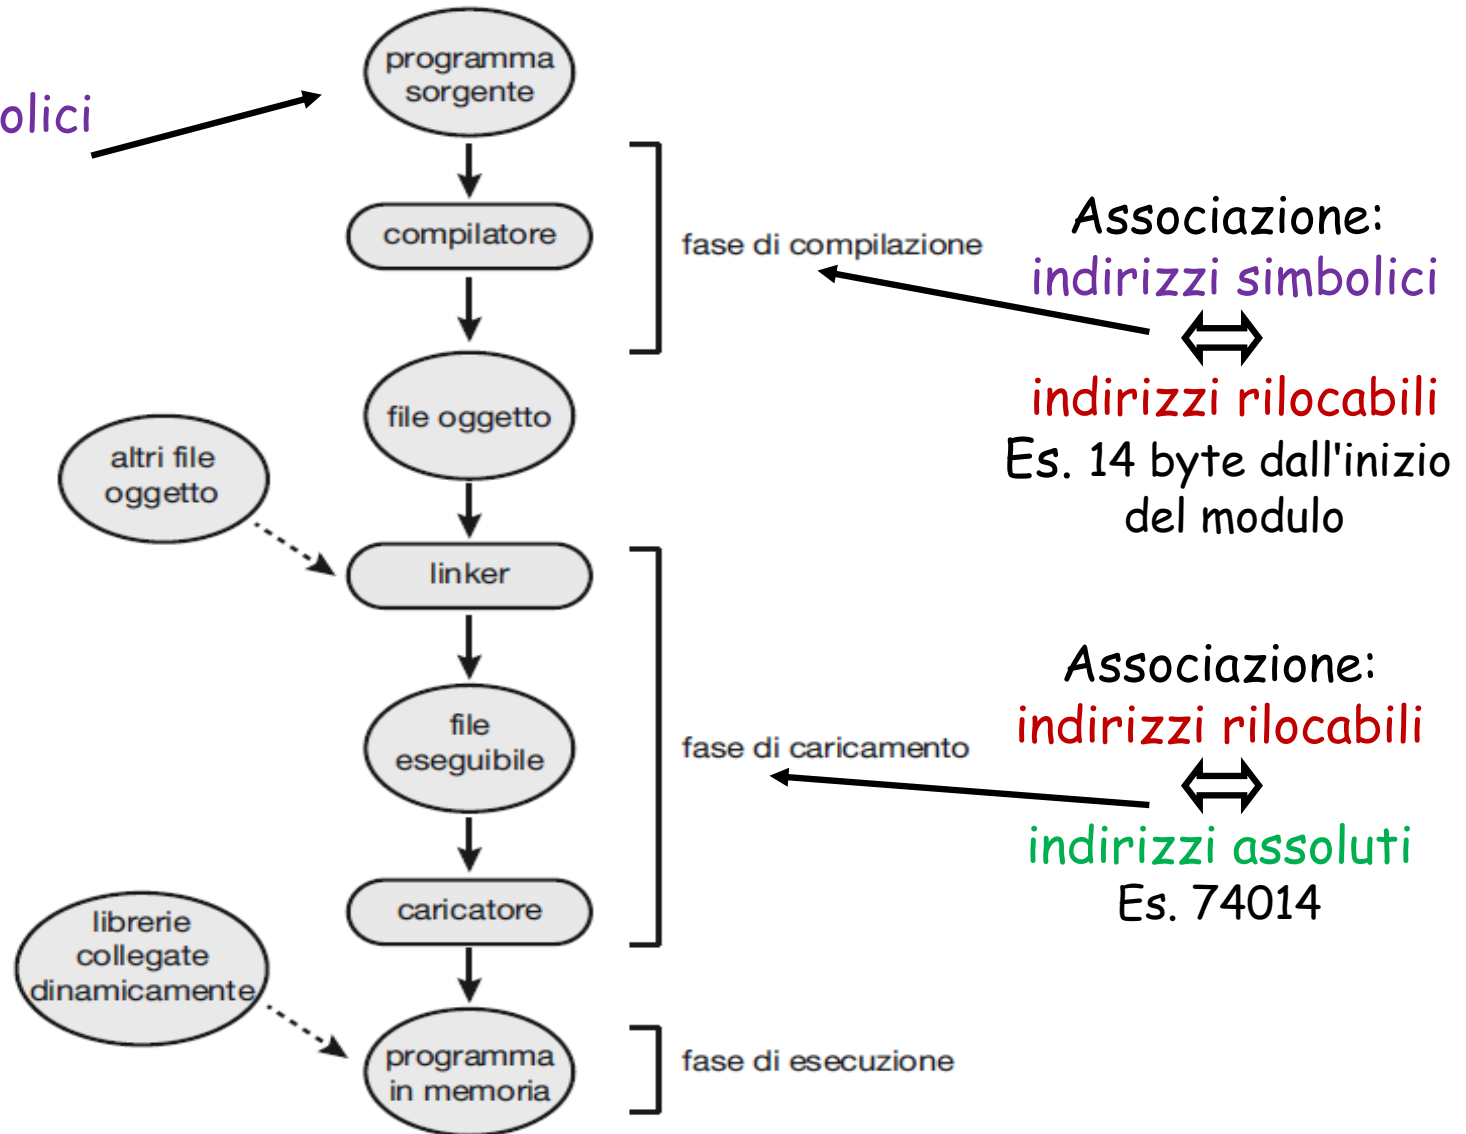 programma
sorgente
olici
compilatore
fase di compilazione
Associazione:
indirizzi simbolici
indirizzi rilocabili
Es. 14 byte dall'inizio
del modulo
file oggetto
altri file
oggetto
linker
file
eseguibile
fase di caricamento
Associazione:
indirizzi rilocabili
indirizzi assoluti
Es. 74014
caricatore
librerie
collegate
dinamicamente
programma
in memoria
fase di esecuzione